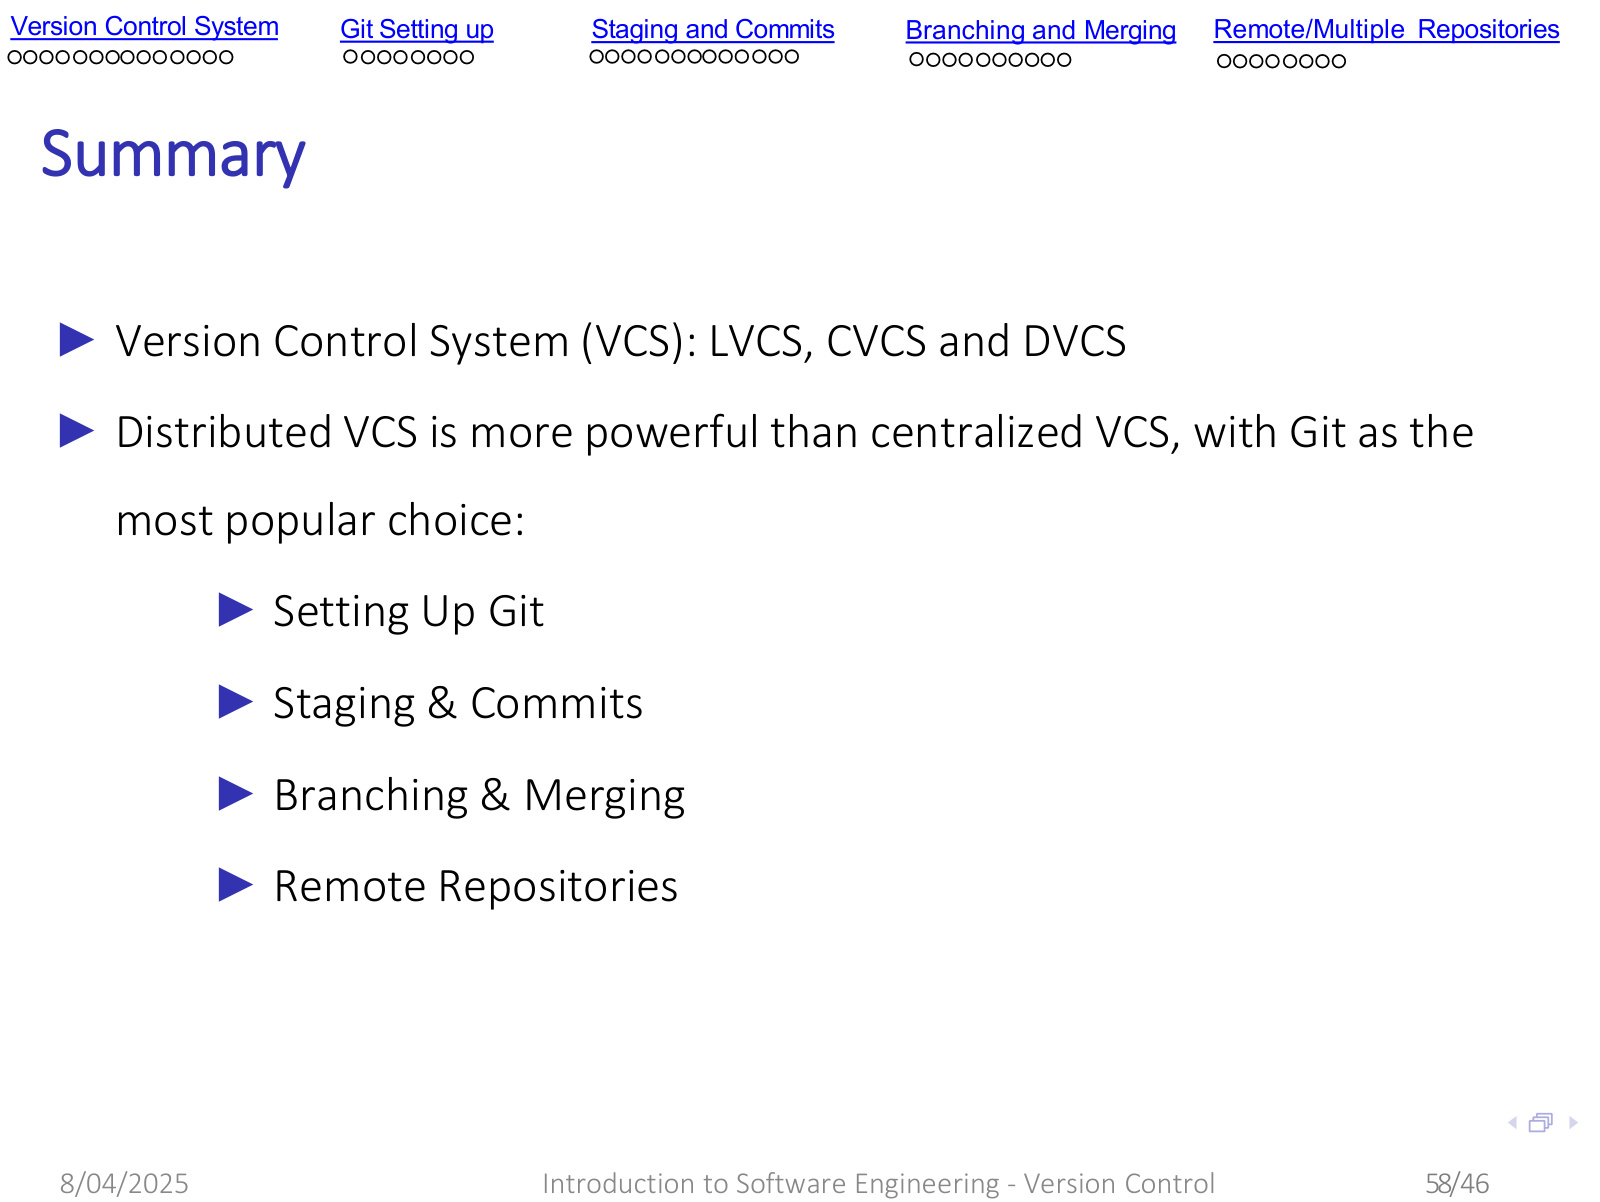 Version Control System
Git Setting up
Staging and Commits
Branching and Merging
Remote/Multiple Repositories
Summary
Version Control System (VCS): LVCS, CVCS and DVCS
Distributed VCS is more powerful than centralized VCS, with Git as the
most popular choice:
Setting Up Git
Staging & Commits
Branching & Merging
Remote Repositories
8/04/2025
Introduction to Software Engineering - Version Control
58/46